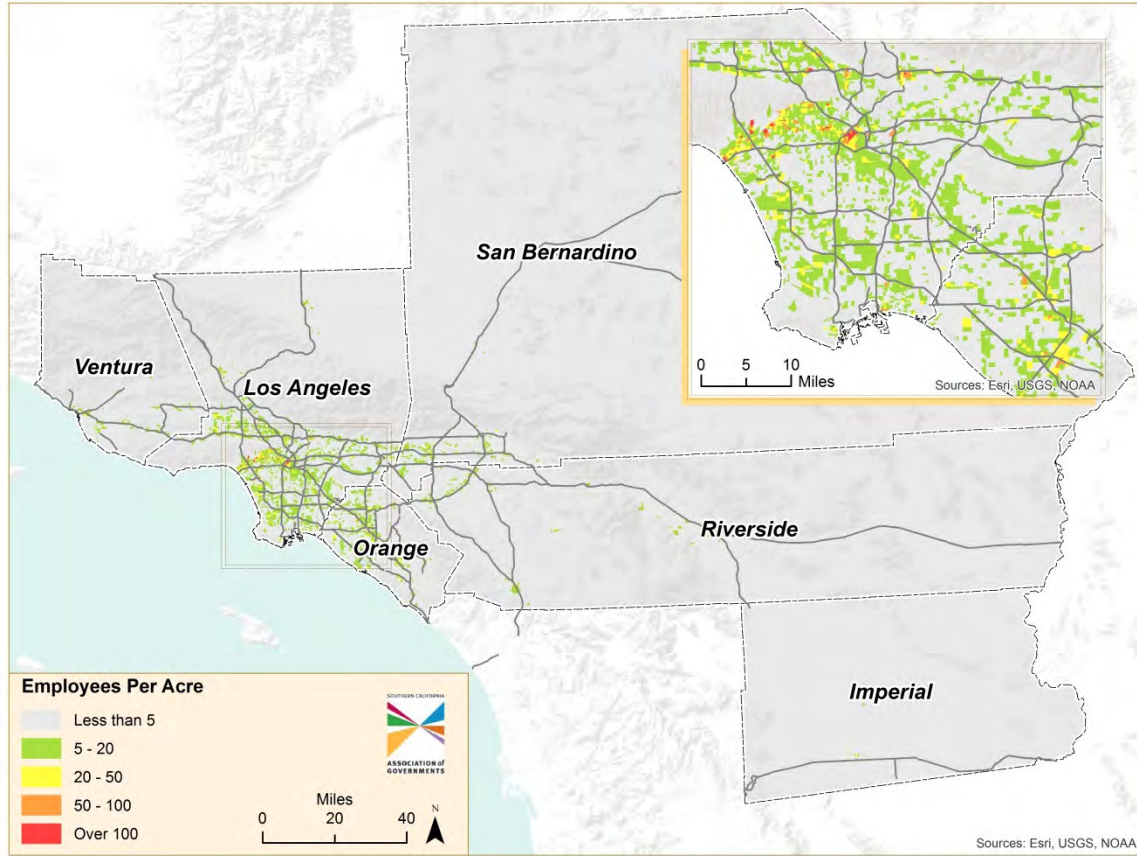 San Bernardino
Ventura
Los Angeles
Orange
Riverside
Imperial
0 5 10
Miles
Sources: Esri, USGS, NOAA
Employees Per Acre
Less than 5
5 - 20
20 - 50
50 - 100
Over 100
SOUTHERN CALIFORNIA
ASSOCIATION of
GOVERNMENTS
Miles
0 20 40
N
Sources: Esri, USGS, NOAA